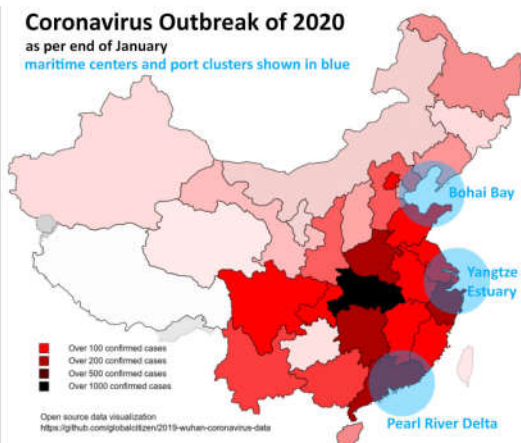 Coronavirus Outbreak of 2020
as per end of January
maritime centers and port clusters shown in blue
Bohai Bay
Yangtze
Estuary
Over 100 confirmed cases
Over 200 confirmed cases
Over 500 confirmed cases
Over 1000 confirmed cases
Open source data visualization
https://github.com/globalcitizen/2019-wuhan-coronavirus-data
Pearl River Delta